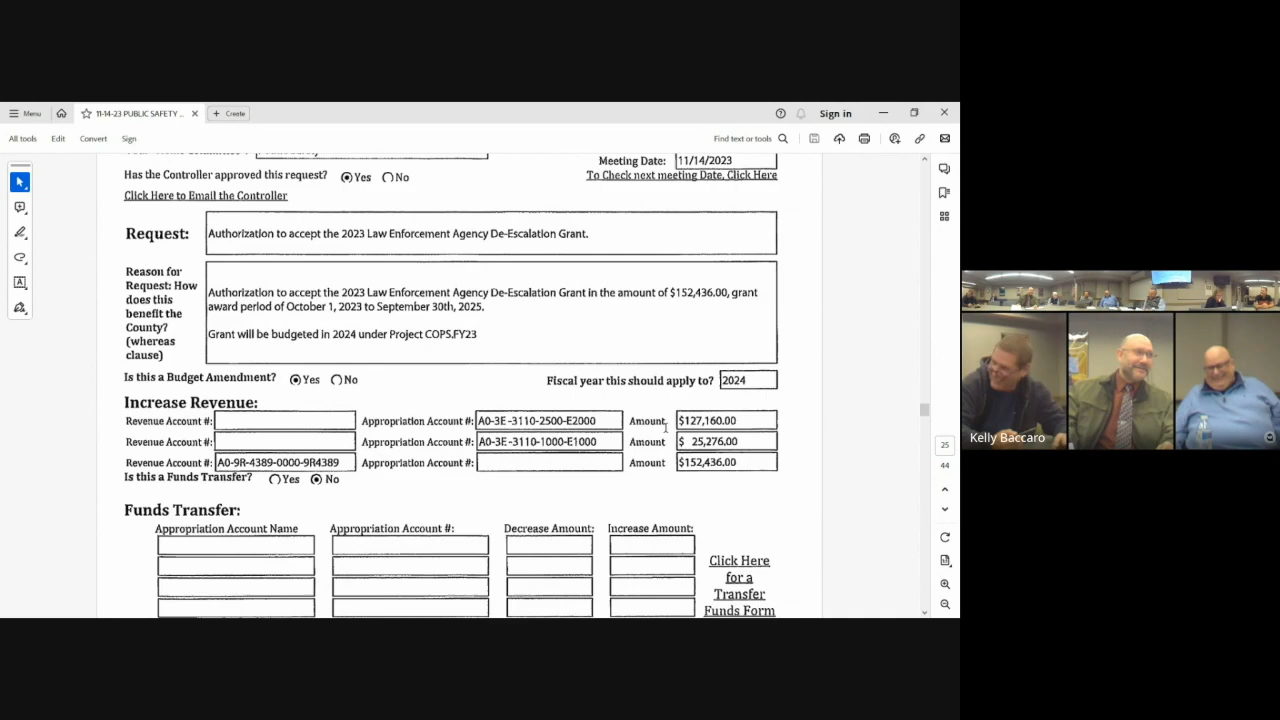 Menu
11-14-23 PUBLIC SAFETY ...
Create
Sign in
All tools
Edit
Convert
Sign
Find text or tools
Meeting Date: 11/14/2023
Has the Controller approved this request? Yes No
To Check next meeting Date, Click Here
Click Here to Email the Controller
Request:
Authorization to accept the 2023 Law Enforcement Agency De-Escalation Grant.
Reason for
Request: How
does this
benefit the
County?
(whereas
clause)
Authorization to accept the 2023 Law Enforcement Agency De-Escalation Grant in the amount of $152,436.00, grant
award period of October 1, 2023 to September 30th, 2025.
Grant will be budgeted in 2024 under Project COPS.FY23
Is this a Budget Amendment? Yes No
Fiscal year this should apply to? 2024
Increase Revenue:
Revenue Account #: Appropriation Account #: A0-3E-3110-2500-E2000 Amount $127,160.00
Revenue Account #: Appropriation Account #: A0-3E-3110-1000-E1000 Amount $ 25,276.00
Revenue Account #: A0-9R-4389-0000-9R4389 Appropriation Account #: Amount $152,436.00
Is this a Funds Transfer? Yes No
Funds Transfer:
Appropriation Account Name Appropriation Account #: Decrease Amount: Increase Amount:
Click Here
for a
Transfer
Funds Form
25
44
Kelly Baccaro